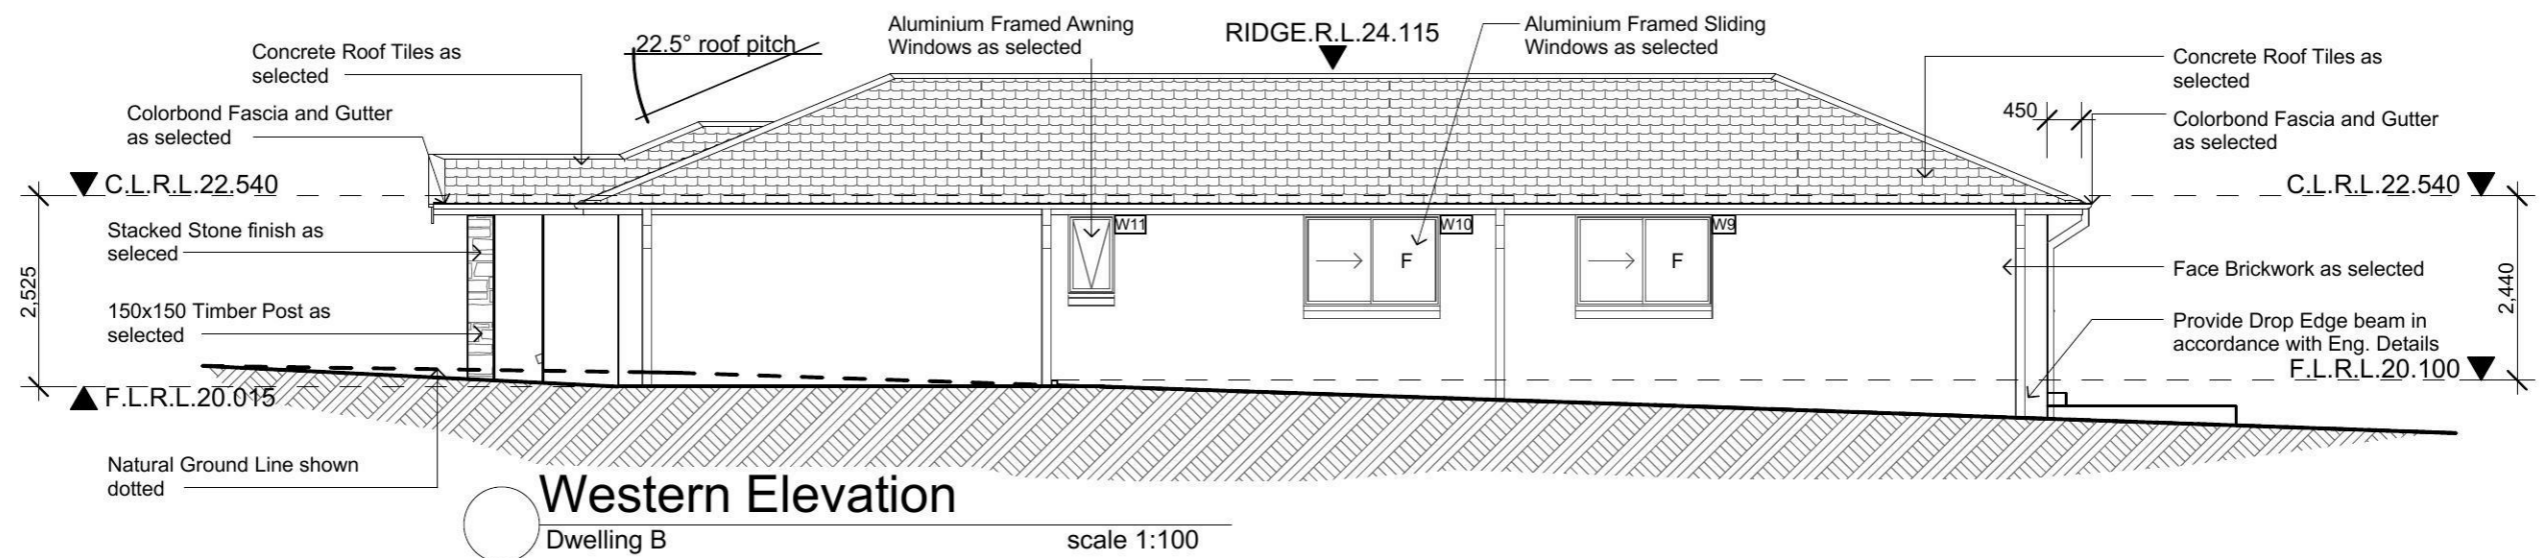 Aluminium Framed Awning
Windows as selected
RIDGE.R.L.24.115
Aluminium Framed Sliding
Windows as selected
22.5° roof pitch
Concrete Roof Tiles as
selected
Concrete Roof Tiles as
selected
Colorbond Fascia and Gutter
as selected
450
Colorbond Fascia and Gutter
as selected
C.L.R.L.22.540
C.L.R.L.22.540
Stacked Stone finish as
seleced
W11
W10
W9
F
F
Face Brickwork as selected
2,525
2,440
150x150 Timber Post as
selected
Provide Drop Edge beam in
accordance with Eng. Details
F.L.R.L.20.100
F.L.R.L.20.015
Natural Ground Line shown
dotted
Western Elevation
Dwelling B
scale 1:100